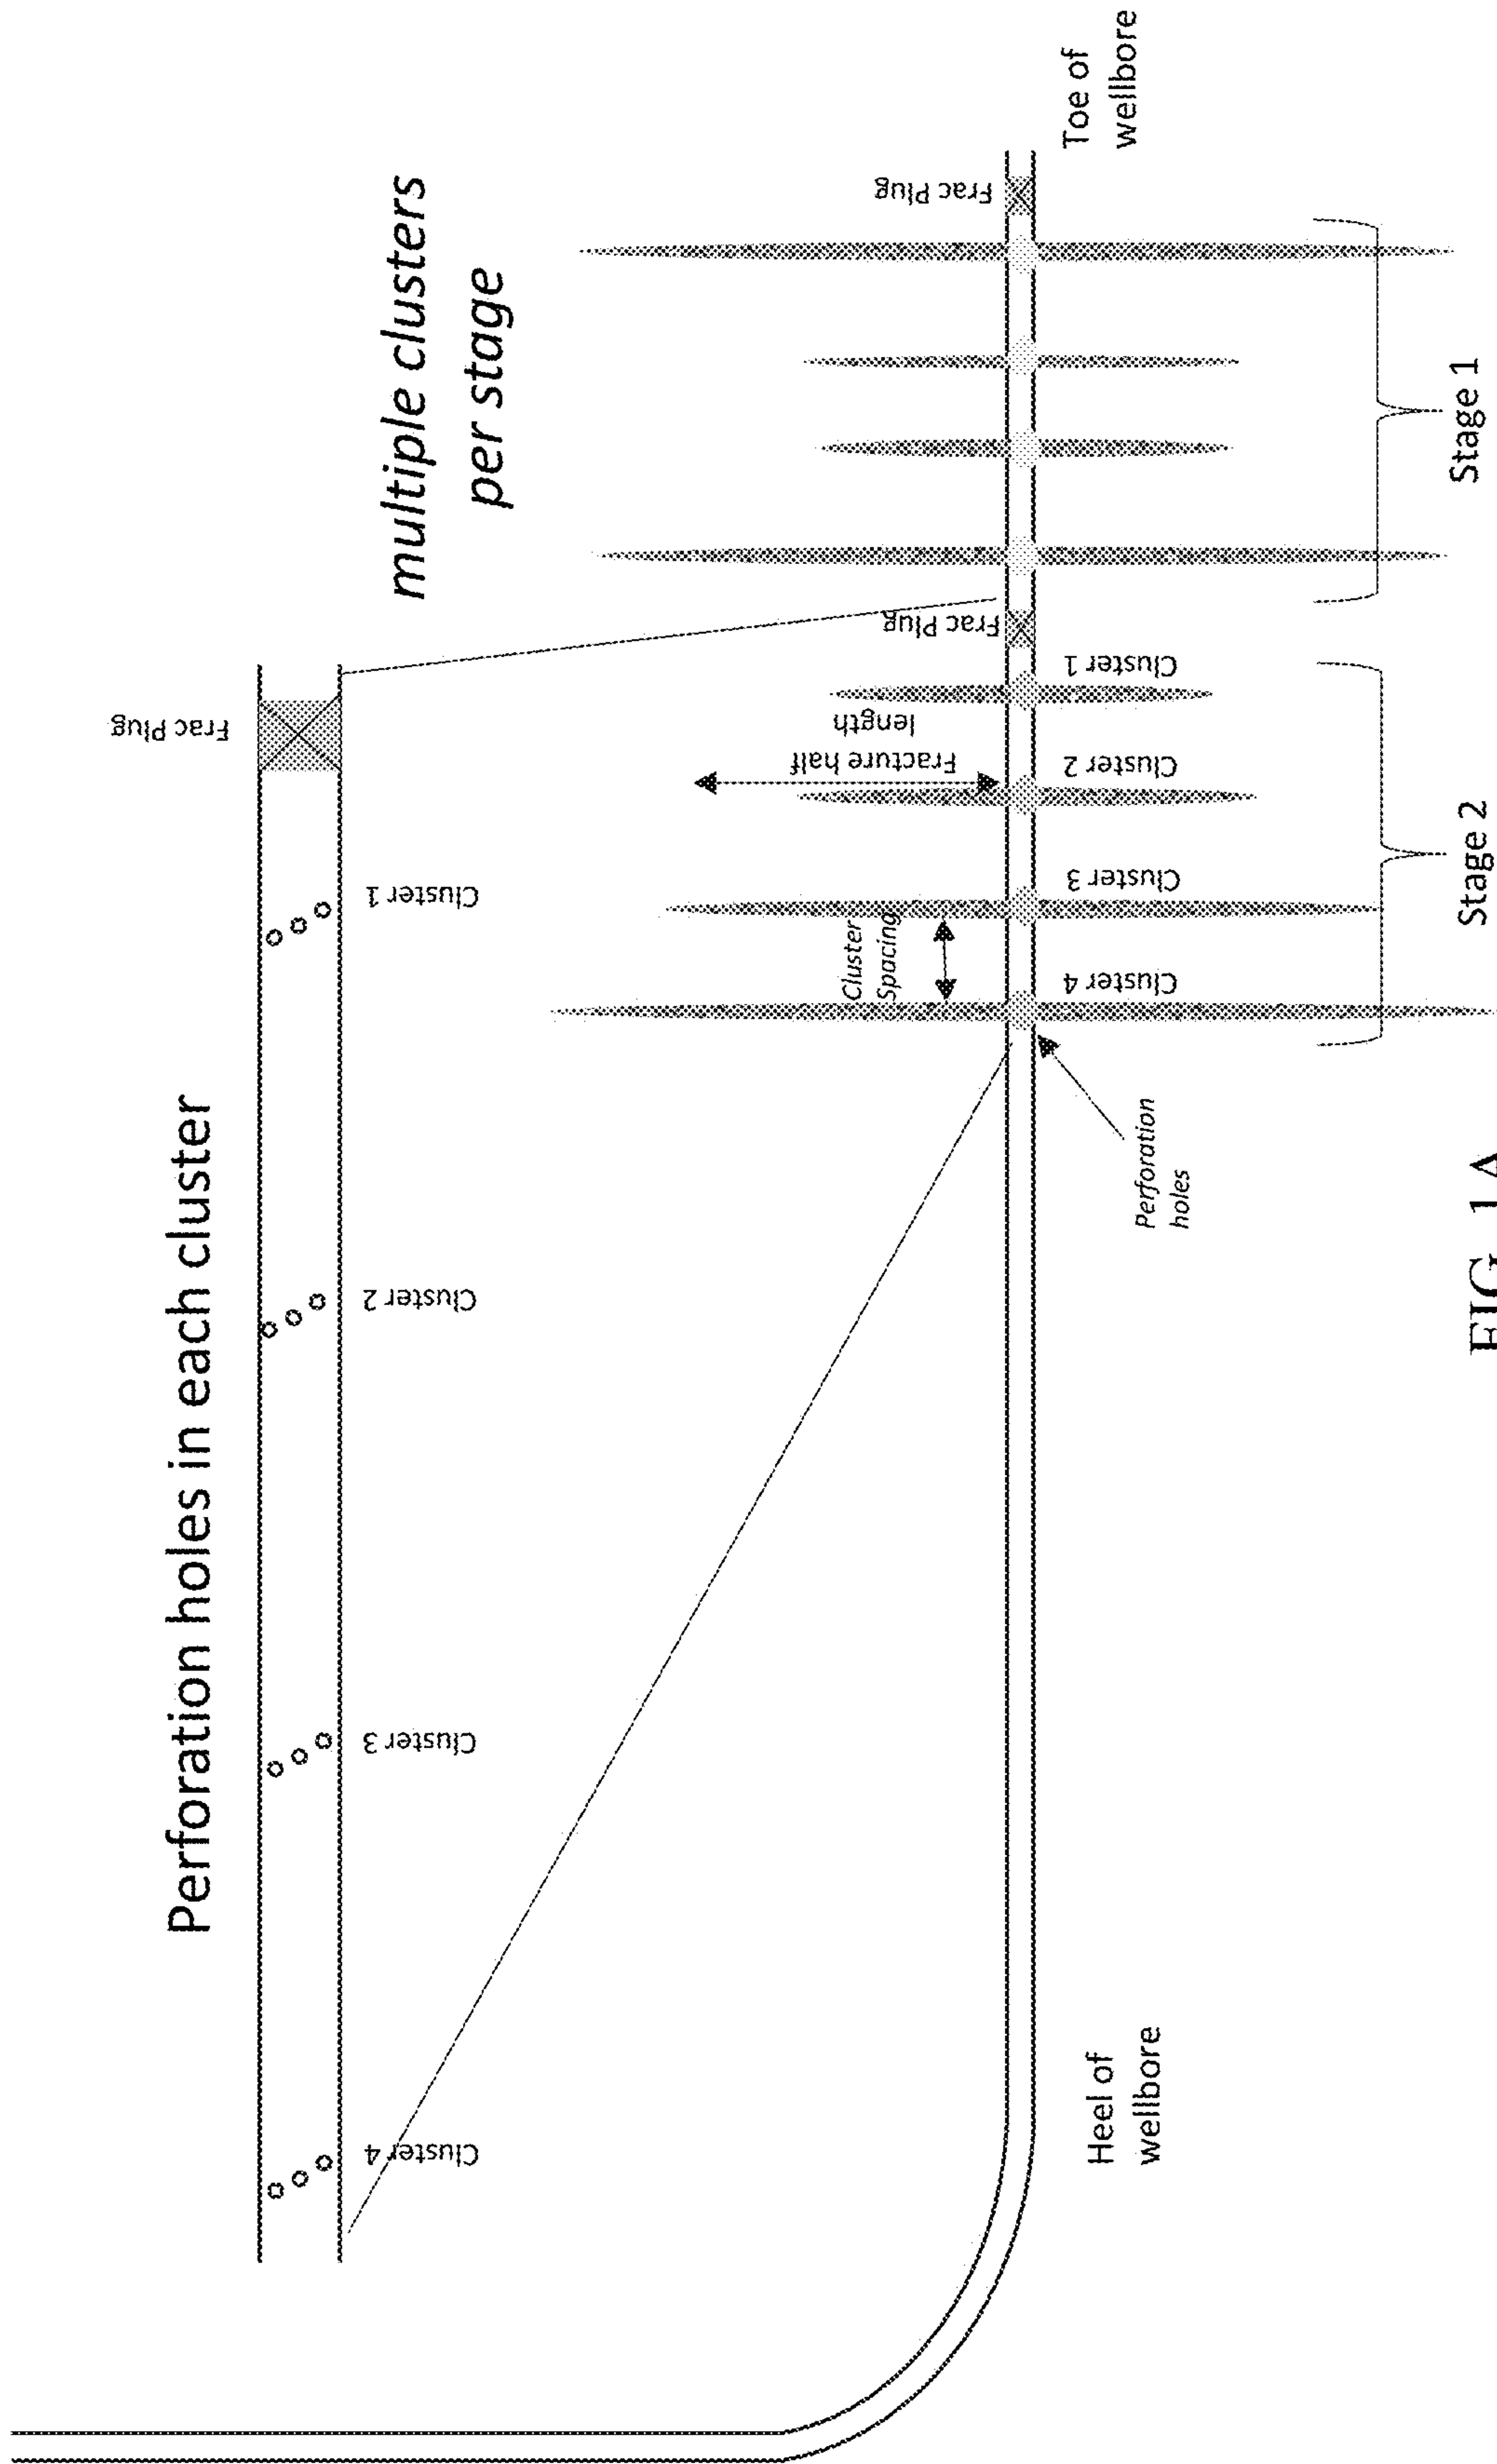 Perforation holes in each cluster
Frac Plug
Cluster 4
Cluster 3
Cluster 2
Cluster 1
multiple clusters
per stage
Cluster
Spacing
Fracture half
length
Frac Plug
Frac Plug
Cluster 4
Cluster 3
Cluster 2
Cluster 1
Heel of
wellbore
Perforation
holes
Toe of
wellbore
Stage 2
Stage 1
FIG. 1A